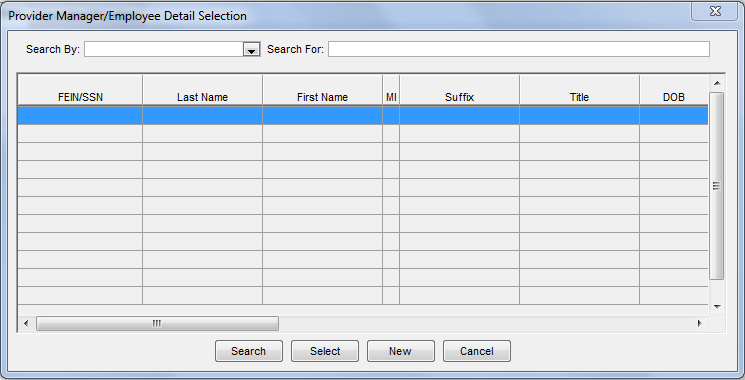 Provider Manager/Employee Detail Selection
Search By: Search For:
FEIN/SSN Last Name First Name MI Suffix Title DOB
Search Select New Cancel